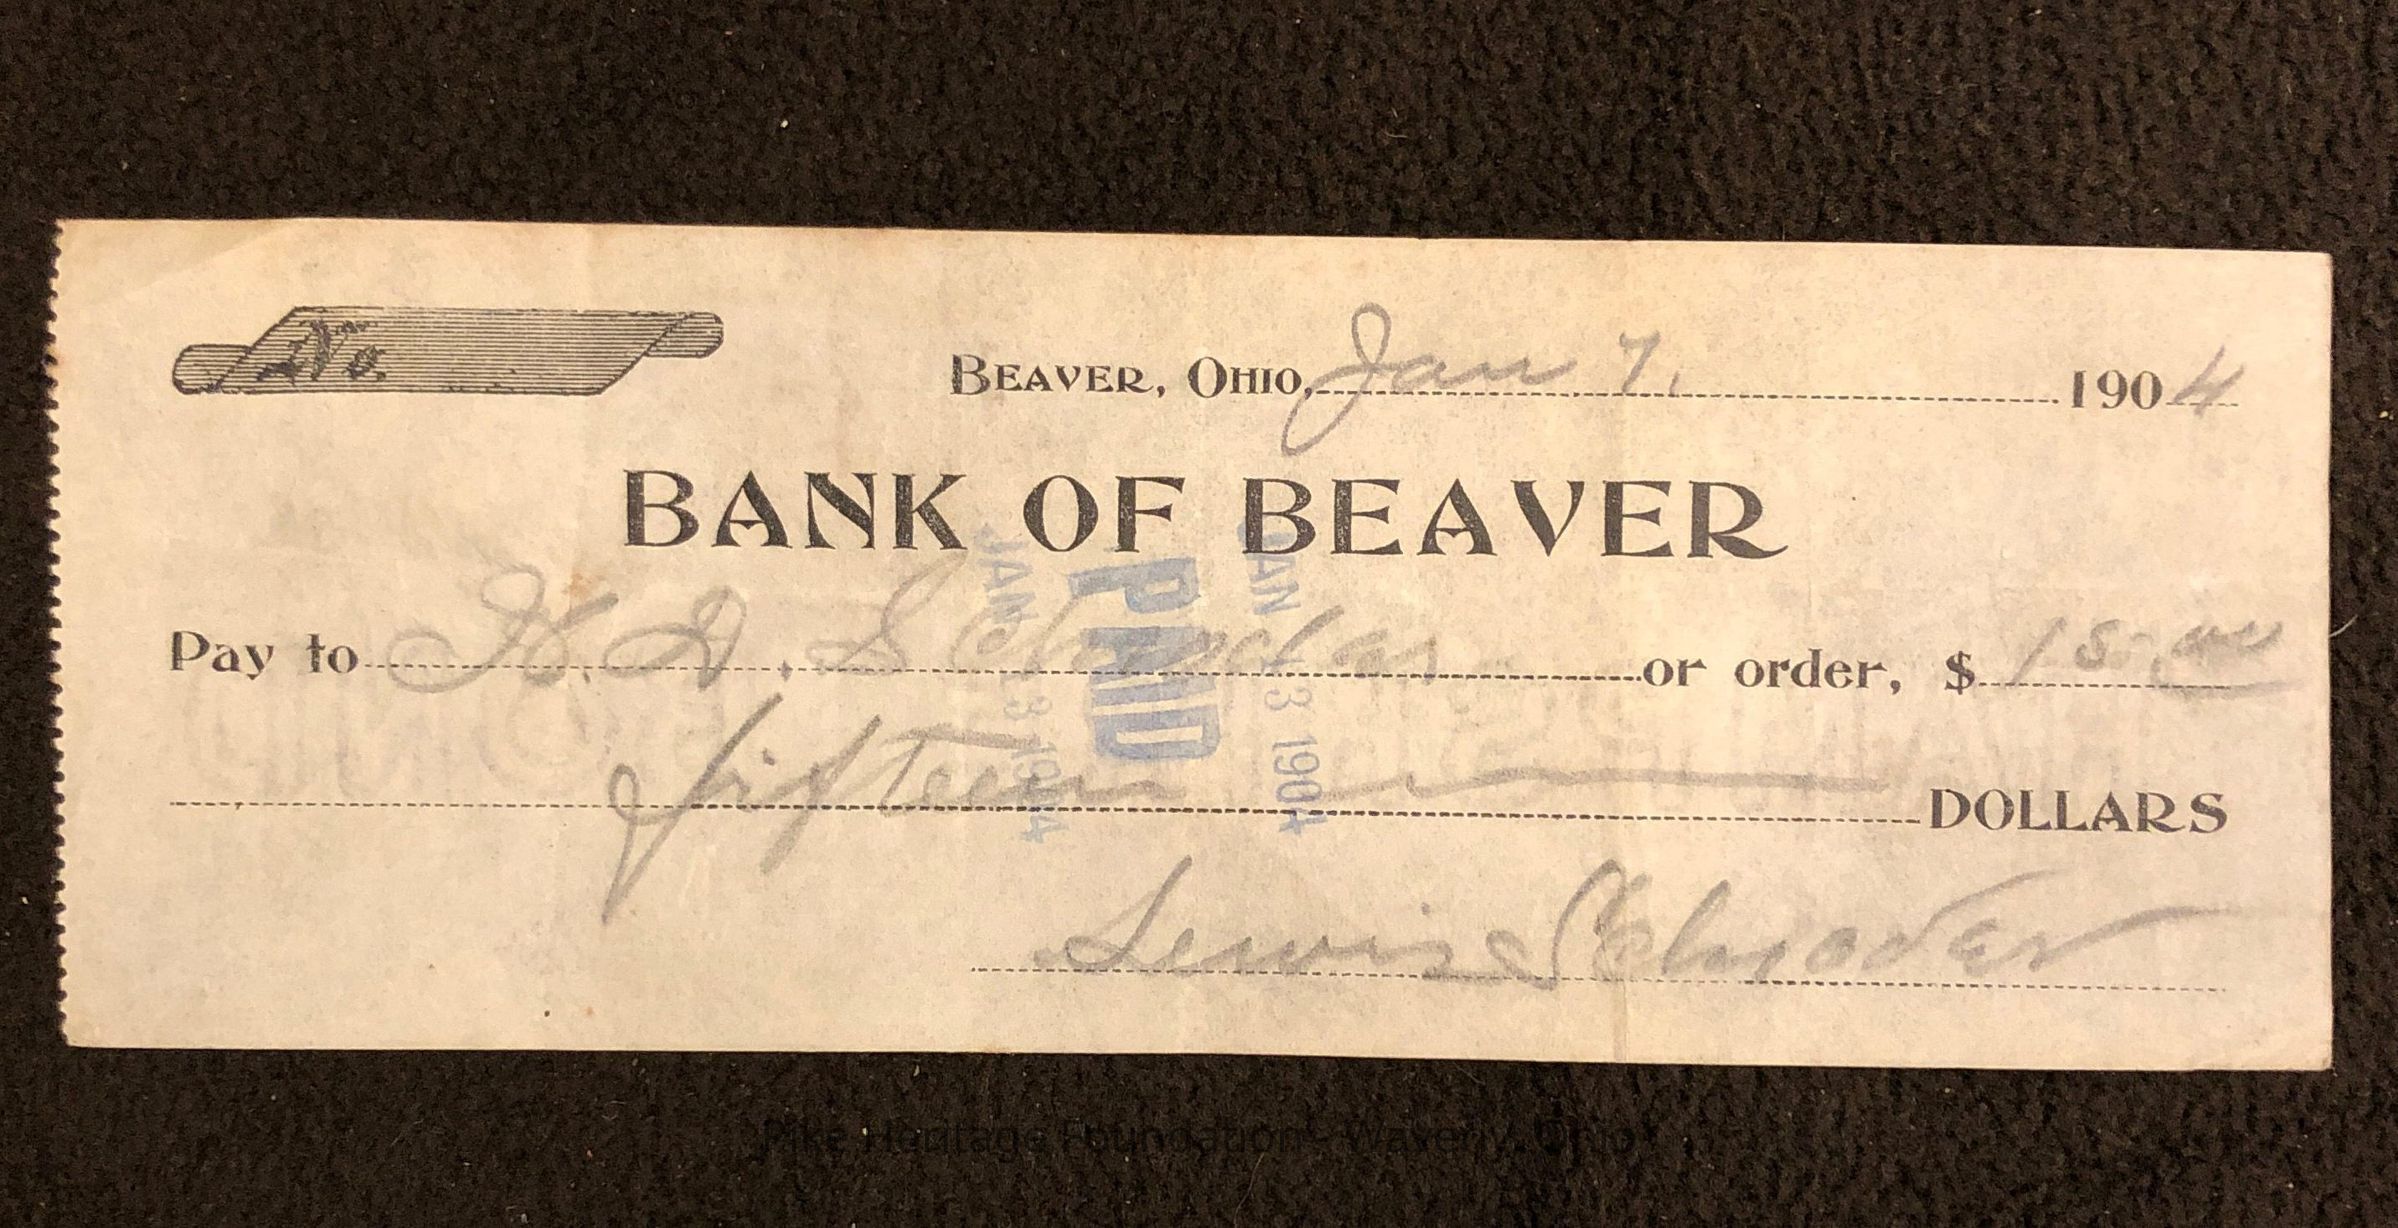 No.
BEAVER, OHIO, Jan 7, 1904
BANK OF BEAVER
Pay to H. D. or order, $ 15.00
fifteen DOLLARS
Lewis Schrader
PAID
JAN 13 1904
JAN 13 1904
Pike Heritage Foundation - Waverly, Ohio